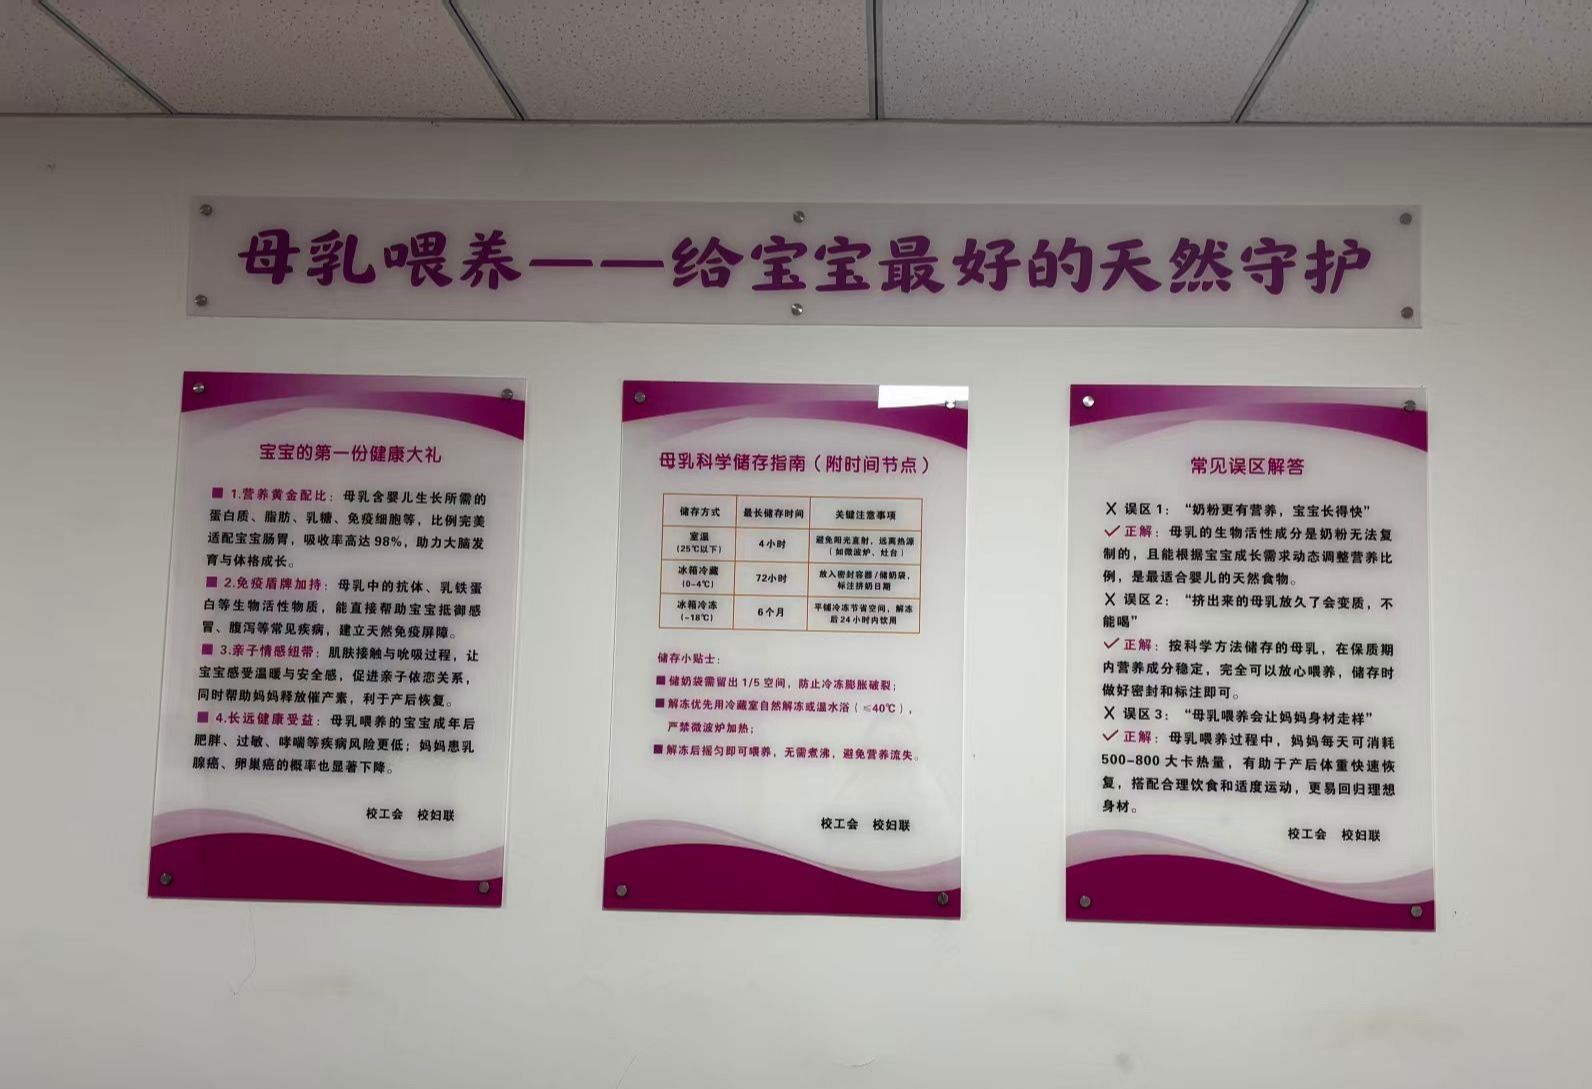 母乳喂养——给宝宝最好的天然守护
宝宝的第一份健康大礼
■ 1.营养黄金配比：母乳含婴儿生长所需的
蛋白质、脂肪、乳糖、免疫细胞等，比例完美
适配宝宝肠胃，吸收率高达98%，助力大脑发
育与体格成长。
■ 2.免疫盾牌加持：母乳中的抗体、乳铁蛋
白等生物活性物质，能直接帮助宝宝抵御感
冒、腹泻等常见疾病，建立天然免疫屏障。
■ 3.亲子情感纽带：肌肤接触与吮吸过程，让
宝宝感受温暖与安全感，促进亲子依恋关系，
同时帮助妈妈释放催产素，利于产后恢复。
■ 4.长远健康受益：母乳喂养的宝宝成年后
肥胖、过敏、哮喘等疾病风险更低；妈妈患乳
腺癌、卵巢癌的概率也显著下降。
校工会 校妇联
母乳科学储存指南（附时间节点）
储存方式 最长储存时间 关键注意事项
室温
（25℃以下）
4小时
避免阳光直射，远离热源
（如微波炉、灶台）
冰箱冷藏
（0-4℃）
72小时
放入密封容器/储奶袋，
标注挤奶日期
冰箱冷冻
（-18℃）
6个月
平铺冷冻节省空间，解冻
后24小时内饮用
储存小贴士：
■ 储奶袋需留出1/5空间，防止冷冻膨胀破裂；
■ 解冻优先用冷藏室自然解冻或温水浴（≤40℃），
严禁微波炉加热；
■ 解冻后摇匀即可喂养，无需煮沸，避免营养流失。
校工会 校妇联
常见误区解答
X 误区1：“奶粉更有营养，宝宝长得快”
✓ 正解：母乳的生物活性成分是奶粉无法复
制的，且能根据宝宝成长需求动态调整营养比
例，是最适合婴儿的天然食物。
X 误区2：“挤出来的母乳放久了会变质，不
能喝”
✓ 正解：按科学方法储存的母乳，在保质期
内营养成分稳定，完全可以放心喂养，储存时
做好密封和标注即可。
X 误区3：“母乳喂养会让妈妈身材走样”
✓ 正解：母乳喂养过程中，妈妈每天可消耗
500-800大卡热量，有助于产后体重快速恢
复，搭配合理饮食和适度运动，更易回归理想
身材。
校工会 校妇联